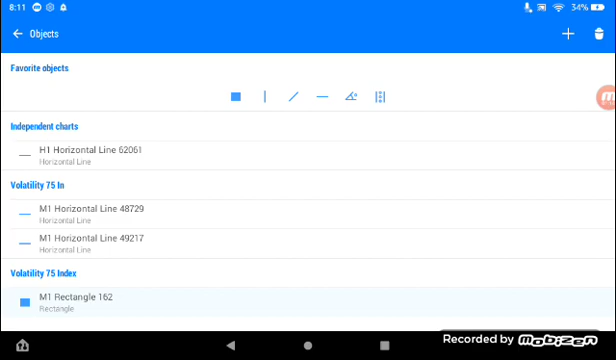 8:11
34%
Objects
Favorite objects
Independent charts
H1 Horizontal Line 62061
Horizontal Line
Volatility 75 In
M1 Horizontal Line 48729
Horizontal Line
M1 Horizontal Line 49217
Horizontal Line
Volatility 75 Index
M1 Rectangle 162
Rectangle
Recorded by mobizen